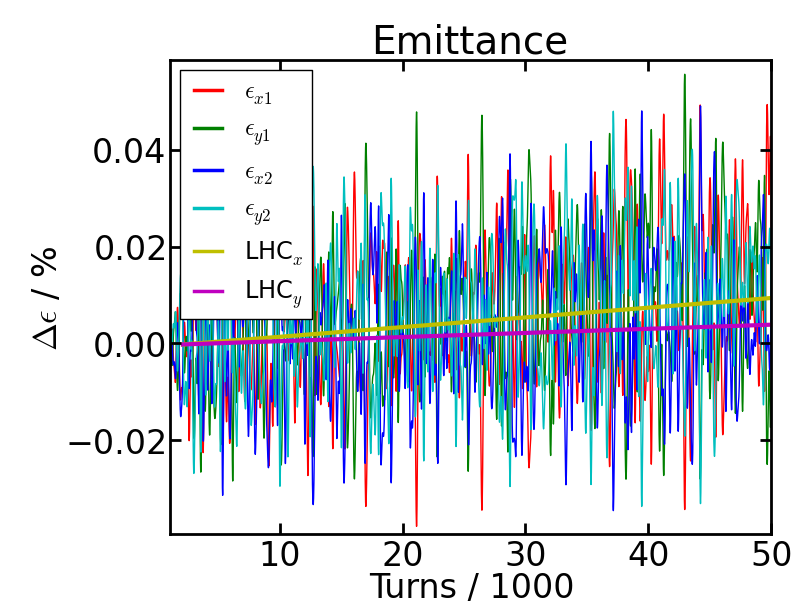 Emittance
ϵx1
ϵy1
ϵx2
ϵy2
LHCx
LHCy
Δϵ / %
0.04
0.02
0.00
−0.02
10 20 30 40 50
Turns / 1000